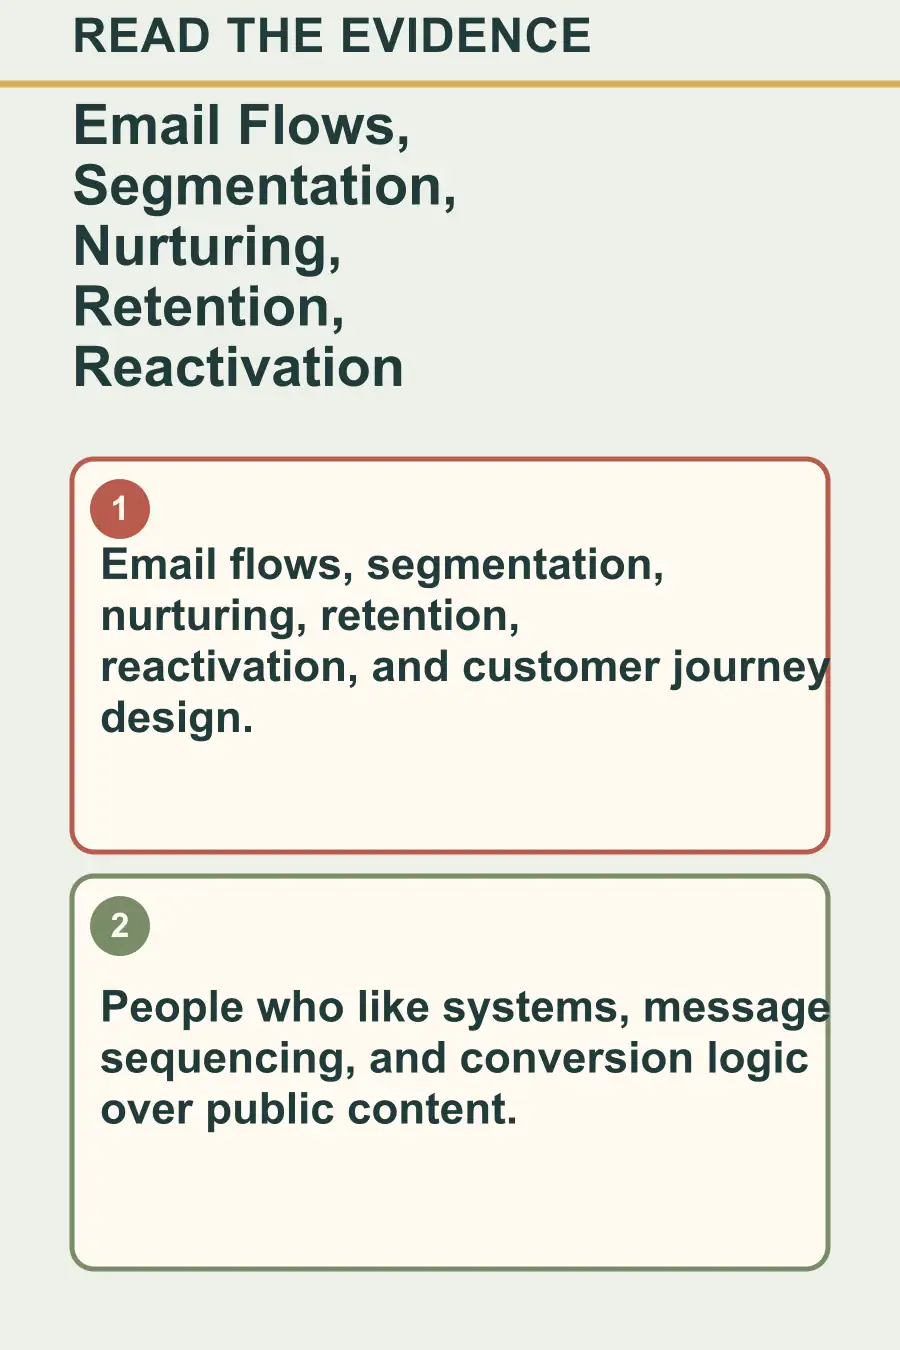 READ THE EVIDENCE
Email Flows,
Segmentation,
Nurturing,
Retention,
Reactivation
1
Email flows, segmentation,
nurturing, retention,
reactivation, and customer journey
design.
2
People who like systems, message
sequencing, and conversion logic
over public content.